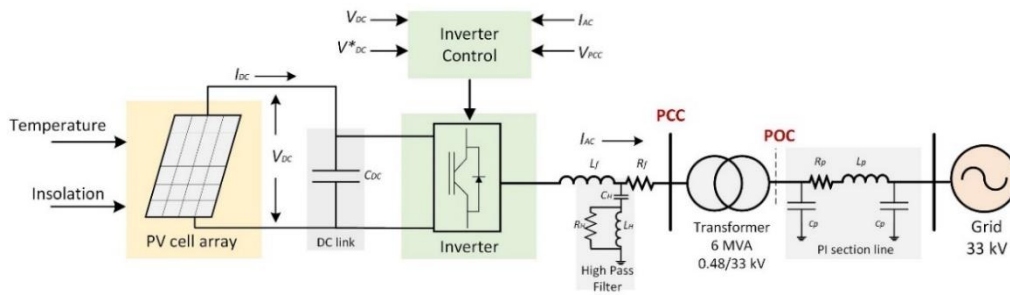 Temperature
Insolation
PV cell array
IDC
VDC
CDC
DC link
VDC
V*DC
Inverter
Control
IAC
VPCC
Inverter
IAC
Lf
Rf
CH
RH
LH
High Pass
Filter
PCC
Transformer
6 MVA
0.48/33 kV
POC
Rp
Lp
Cp
Cp
PI section line
Grid
33 kV